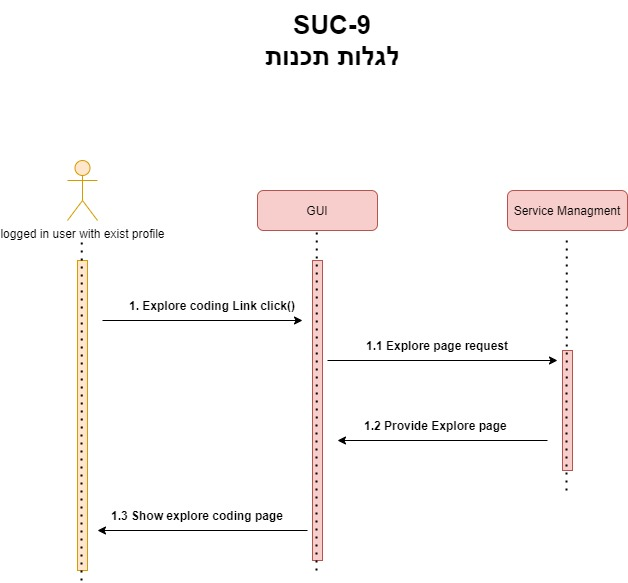 SUC-9
לגלות תכנות
logged in user with exist profile
GUI
Service Managment
1. Explore coding Link click()
1.1 Explore page request
1.2 Provide Explore page
1.3 Show explore coding page